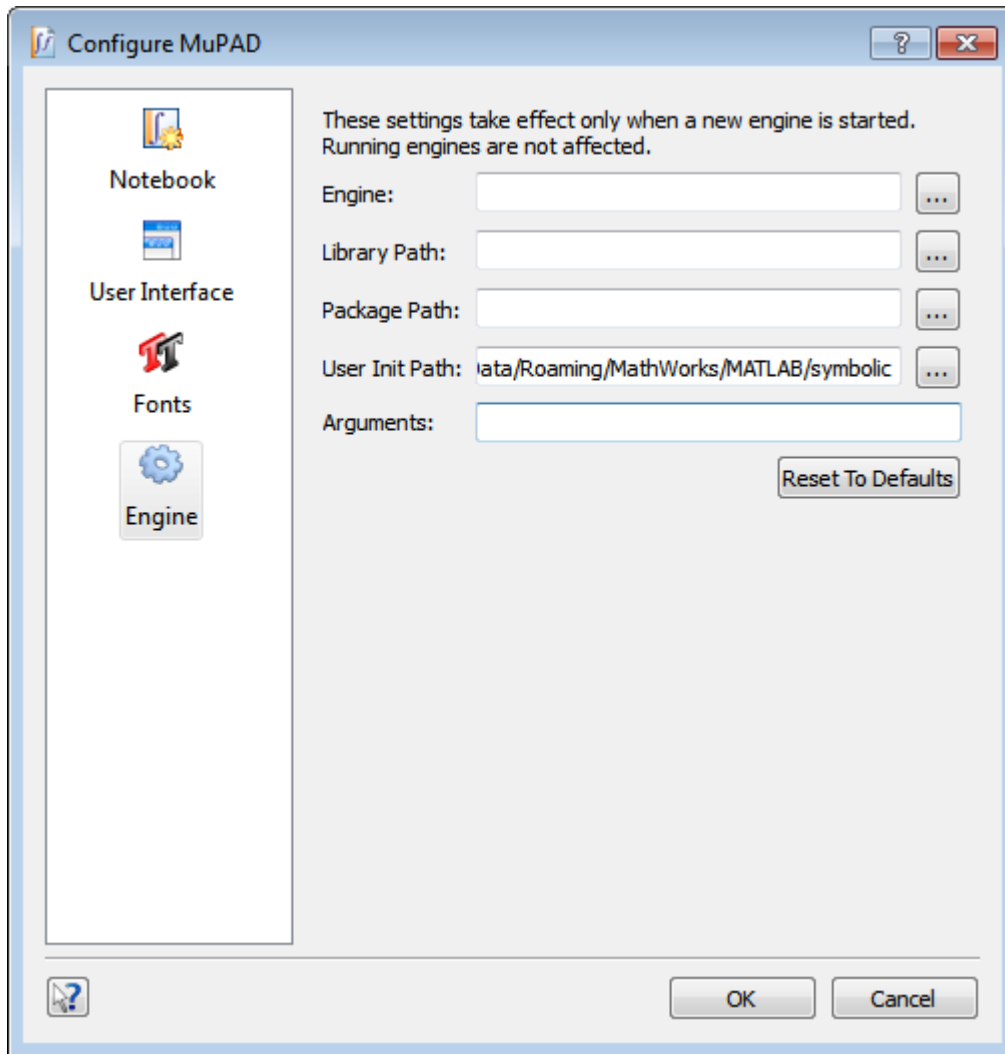 Configure MuPAD
Notebook
User Interface
Fonts
Engine
These settings take effect only when a new engine is started.
Running engines are not affected.
Engine:
...
Library Path:
...
Package Path:
...
User Init Path: Data/Roaming/MathWorks/MATLAB/symbolic
...
Arguments:
Reset To Defaults
OK
Cancel